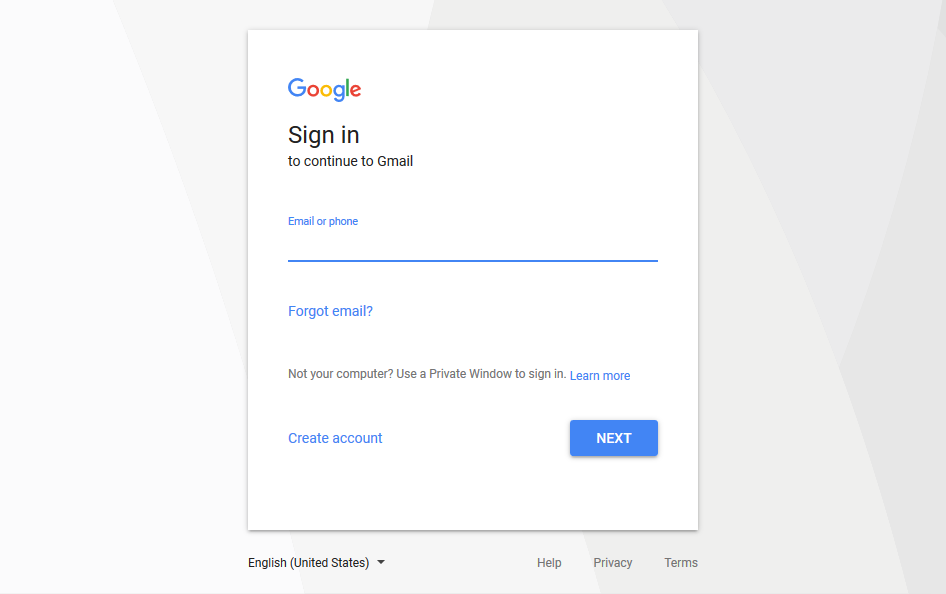 Google
Sign in
to continue to Gmail
Email or phone
Forgot email?
Not your computer? Use a Private Window to sign in. Learn more
Create account NEXT
English (United States) Help Privacy Terms